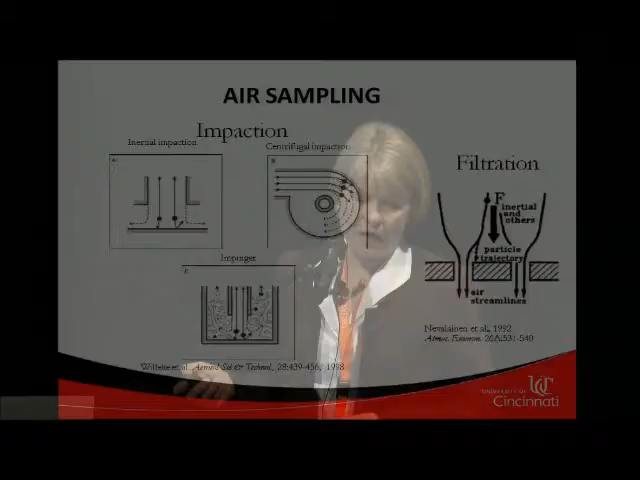 AIR SAMPLING
Impaction
Inertial impaction
Centrifugal impaction
Filtration
F
inertial
and
others
particle
trajectory
Impinger
air
streamlines
Nevalainen et al., 1992
Atmos. Environ. 26A:531-540
Willeke et al., Aerosol Sci & Technol., 28:439-456, 1998
UNIVERSITY OF
UC
Cincinnati